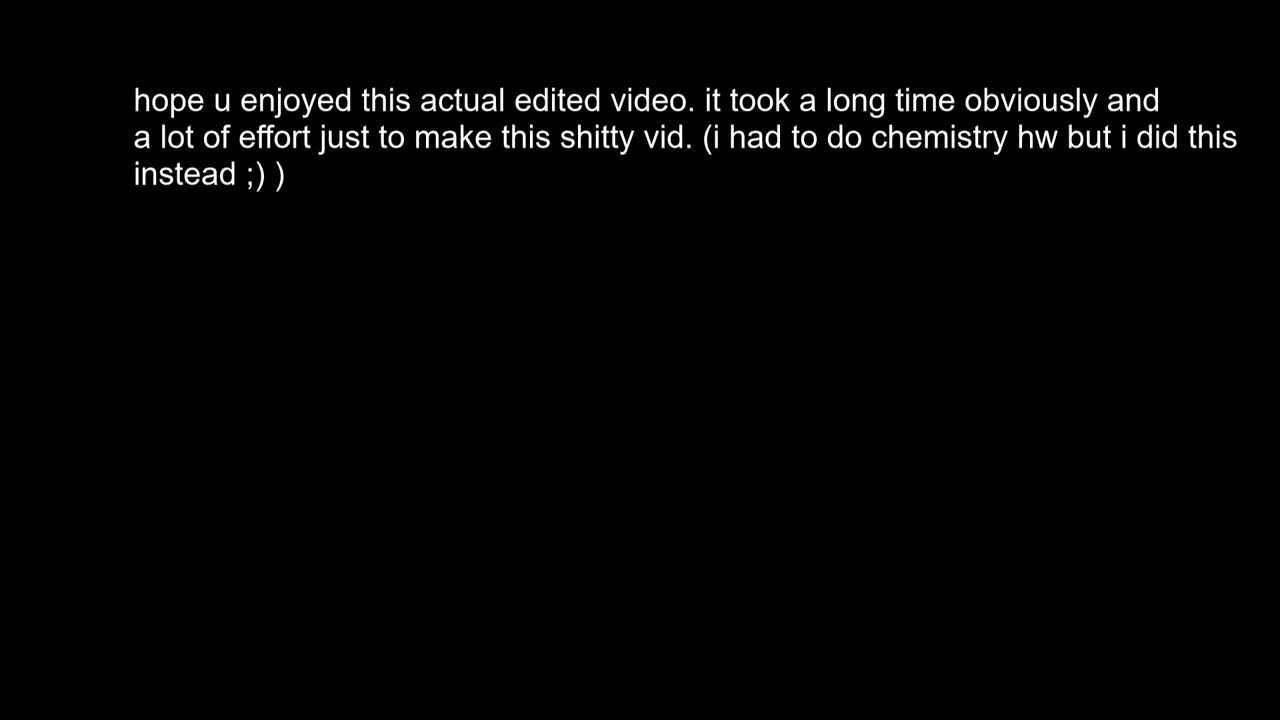 hope u enjoyed this actual edited video. it took a long time obviously and
a lot of effort just to make this shitty vid. (i had to do chemistry hw but i did this
instead ;) )